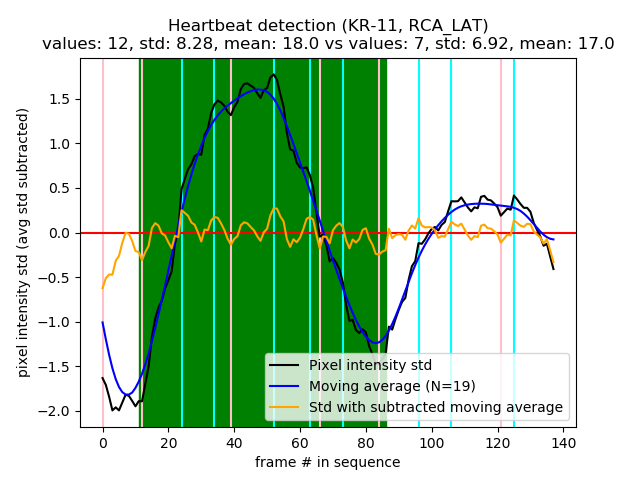 Heartbeat detection (KR-11, RCA_LAT)
values: 12, std: 8.28, mean: 18.0 vs values: 7, std: 6.92, mean: 17.0
pixel intensity std (avg std subtracted)
1.5
1.0
0.5
0.0
−0.5
−1.0
−1.5
−2.0
Pixel intensity std
Moving average (N=19)
Std with subtracted moving average
0 20 40 60 80 100 120 140
frame # in sequence